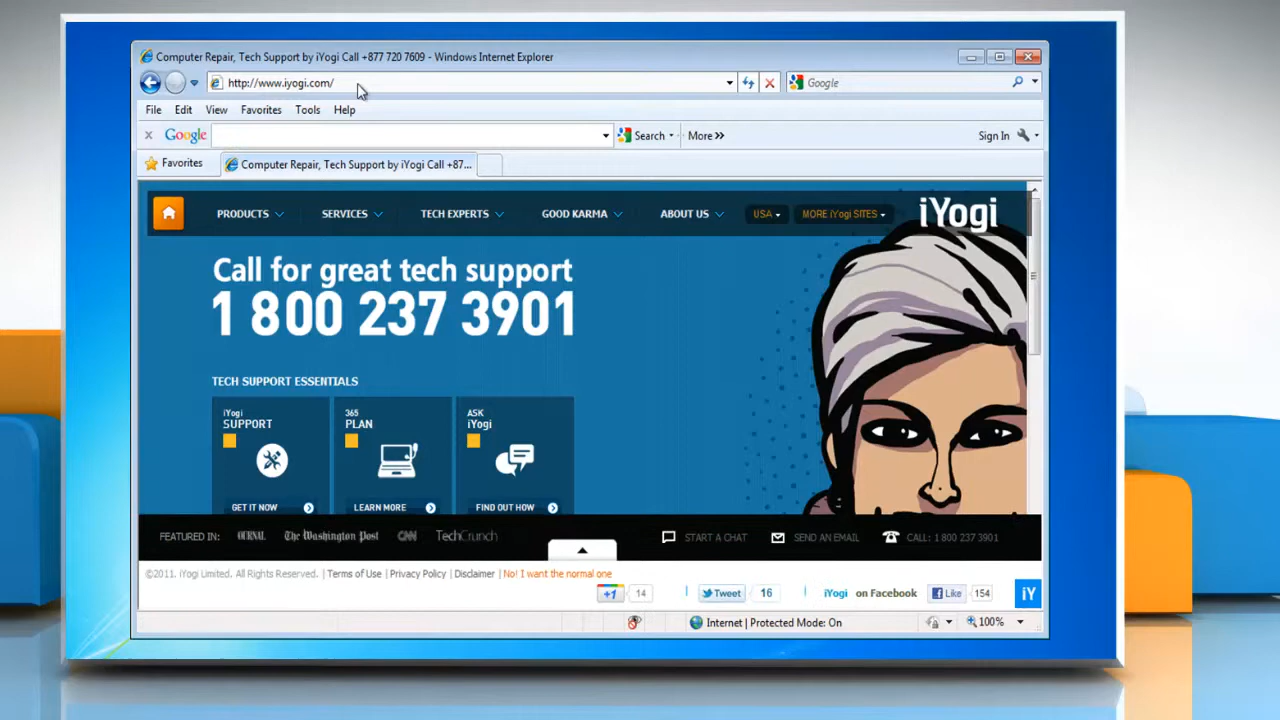 Computer Repair, Tech Support by iYogi Call +877 720 7609 - Windows Internet Explorer
http://www.iyogi.com/
Google
File Edit View Favorites Tools Help
x Google Search More » Sign In
Favorites Computer Repair, Tech Support by iYogi Call +87...
PRODUCTS SERVICES TECH EXPERTS GOOD KARMA ABOUT US USA MORE iYogi SITES iYogi
Call for great tech support
1 800 237 3901
TECH SUPPORT ESSENTIALS
iYogi SUPPORT
365 PLAN
ASK iYogi
GET IT NOW LEARN MORE FIND OUT HOW
FEATURED IN: The Washington Post CNN TechCrunch START A CHAT SEND AN EMAIL CALL: 1 800 237 3901
©2011. iYogi Limited. All Rights Reserved. | Terms of Use | Privacy Policy | Disclaimer | No! I want the normal one
+1 14 Tweet 16 iYogi on Facebook Like 154 iY
Internet | Protected Mode: On 100%